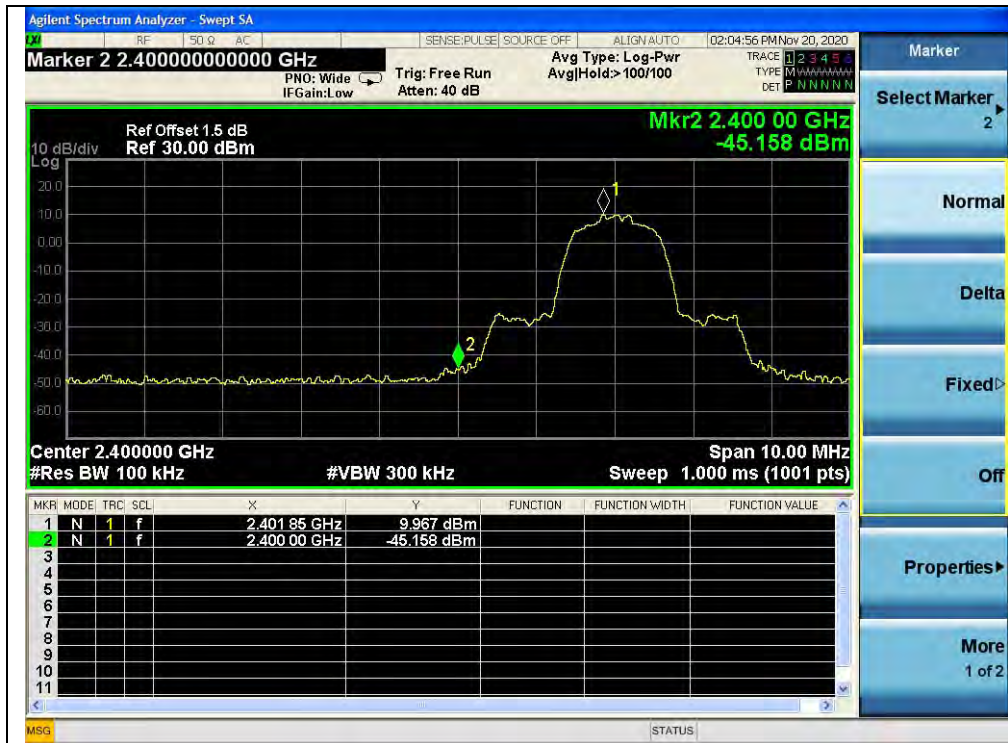 Agilent Spectrum Analyzer - Swept SA
LXI RF 50 Ω AC SENSE:PULSE SOURCE OFF ALIGN AUTO 02:04:56 PM Nov 20, 2020
Marker 2 2.400000000000 GHz
PNO: Wide
IFGain:Low
Trig: Free Run
Atten: 40 dB
Avg Type: Log-Pwr
Avg|Hold:>100/100
TRACE 1 2 3 4 5 6
TYPE M
DET P N N N N N
Marker
Select Marker
2
Normal
Delta
Fixed
Off
Properties
More
1 of 2
Mkr2 2.400 00 GHz
-45.158 dBm
Ref Offset 1.5 dB
10 dB/div Ref 30.00 dBm
Log
20.0
10.0
0.00
-10.0
-20.0
-30.0
-40.0
-50.0
-60.0
1
2
Center 2.400000 GHz Span 10.00 MHz
#Res BW 100 kHz #VBW 300 kHz Sweep 1.000 ms (1001 pts)
MKR MODE TRC SCL X Y FUNCTION FUNCTION WIDTH FUNCTION VALUE
1 N 1 f 2.401 85 GHz 9.967 dBm
2 N 1 f 2.400 00 GHz -45.158 dBm
3
4
5
6
7
8
9
10
11
MSG STATUS